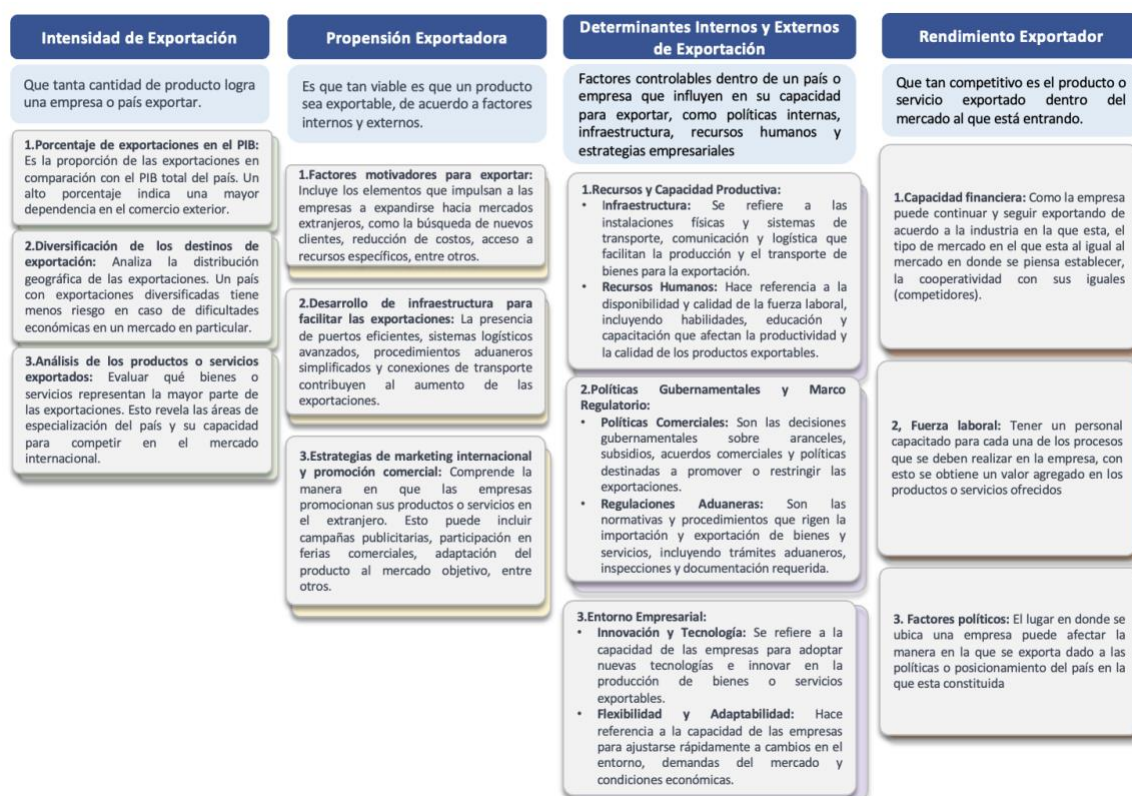 Intensidad de Exportación
Que tanta cantidad de producto logra
una empresa o país exportar.
1.Porcentaje de exportaciones en el PIB:
Es la proporción de las exportaciones en
comparación con el PIB total del país. Un
alto porcentaje indica una mayor
dependencia en el comercio exterior.
2.Diversificación de los destinos de
exportación: Analiza la distribución
geográfica de las exportaciones. Un país
con exportaciones diversificadas tiene
menos riesgo en caso de dificultades
económicas en un mercado en particular.
3.Análisis de los productos o servicios
exportados: Evaluar qué bienes o
servicios representan la mayor parte de
las exportaciones. Esto revela las áreas de
especialización del país y su capacidad
para competir en el mercado
internacional.
Propensión Exportadora
Es que tan viable es que un producto
sea exportable, de acuerdo a factores
internos y externos.
1.Factores motivadores para exportar:
Incluye los elementos que impulsan a las
empresas a expandirse hacia mercados
extranjeros, como la búsqueda de nuevos
clientes, reducción de costos, acceso a
recursos específicos, entre otros.
2.Desarrollo de infraestructura para
facilitar las exportaciones: La presencia
de puertos eficientes, sistemas logísticos
avanzados, procedimientos aduaneros
simplificados y conexiones de transporte
contribuyen al aumento de las
exportaciones.
3.Estrategias de marketing internacional
y promoción comercial: Comprende la
manera en que las empresas
promocionan sus productos o servicios en
el extranjero. Esto puede incluir
campañas publicitarias, participación en
ferias comerciales, adaptación del
producto al mercado objetivo, entre
otros.
Determinantes Internos y Externos
de Exportación
Factores controlables dentro de un país o
empresa que influyen en su capacidad
para exportar, como políticas internas,
infraestructura, recursos humanos y
estrategias empresariales
1.Recursos y Capacidad Productiva:
• Infraestructura: Se refiere a las
instalaciones físicas y sistemas de
transporte, comunicación y logística que
facilitan la producción y el transporte de
bienes para la exportación.
• Recursos Humanos: Hace referencia a la
disponibilidad y calidad de la fuerza laboral,
incluyendo habilidades, educación y
capacitación que afectan la productividad y
la calidad de los productos exportables.
2.Políticas Gubernamentales y Marco
Regulatorio:
• Políticas Comerciales: Son las decisiones
gubernamentales sobre aranceles,
subsidios, acuerdos comerciales y políticas
destinadas a promover o restringir las
exportaciones.
• Regulaciones Aduaneras: Son las
normativas y procedimientos que rigen la
importación y exportación de bienes y
servicios, incluyendo trámites aduaneros,
inspecciones y documentación requerida.
3.Entorno Empresarial:
• Innovación y Tecnología: Se refiere a la
capacidad de las empresas para adoptar
nuevas tecnologías e innovar en la
producción de bienes o servicios
exportables.
• Flexibilidad y Adaptabilidad: Hace
referencia a la capacidad de las empresas
para ajustarse rápidamente a cambios en el
entorno, demandas del mercado y
condiciones económicas.
Rendimiento Exportador
Que tan competitivo es el producto o
servicio exportado dentro del
mercado al que está entrando.
1.Capacidad financiera: Como la empresa
puede continuar y seguir exportando de
acuerdo a la industria en la que esta, el
tipo de mercado en el que esta al igual al
mercado en donde se piensa establecer,
la cooperatividad con sus iguales
(competidores).
2, Fuerza laboral: Tener un personal
capacitado para cada una de los procesos
que se deben realizar en la empresa, con
esto se obtiene un valor agregado en los
productos o servicios ofrecidos
3. Factores políticos: El lugar en donde se
ubica una empresa puede afectar la
manera en la que se exporta dado a las
políticas o posicionamiento del país en la
que esta constituida